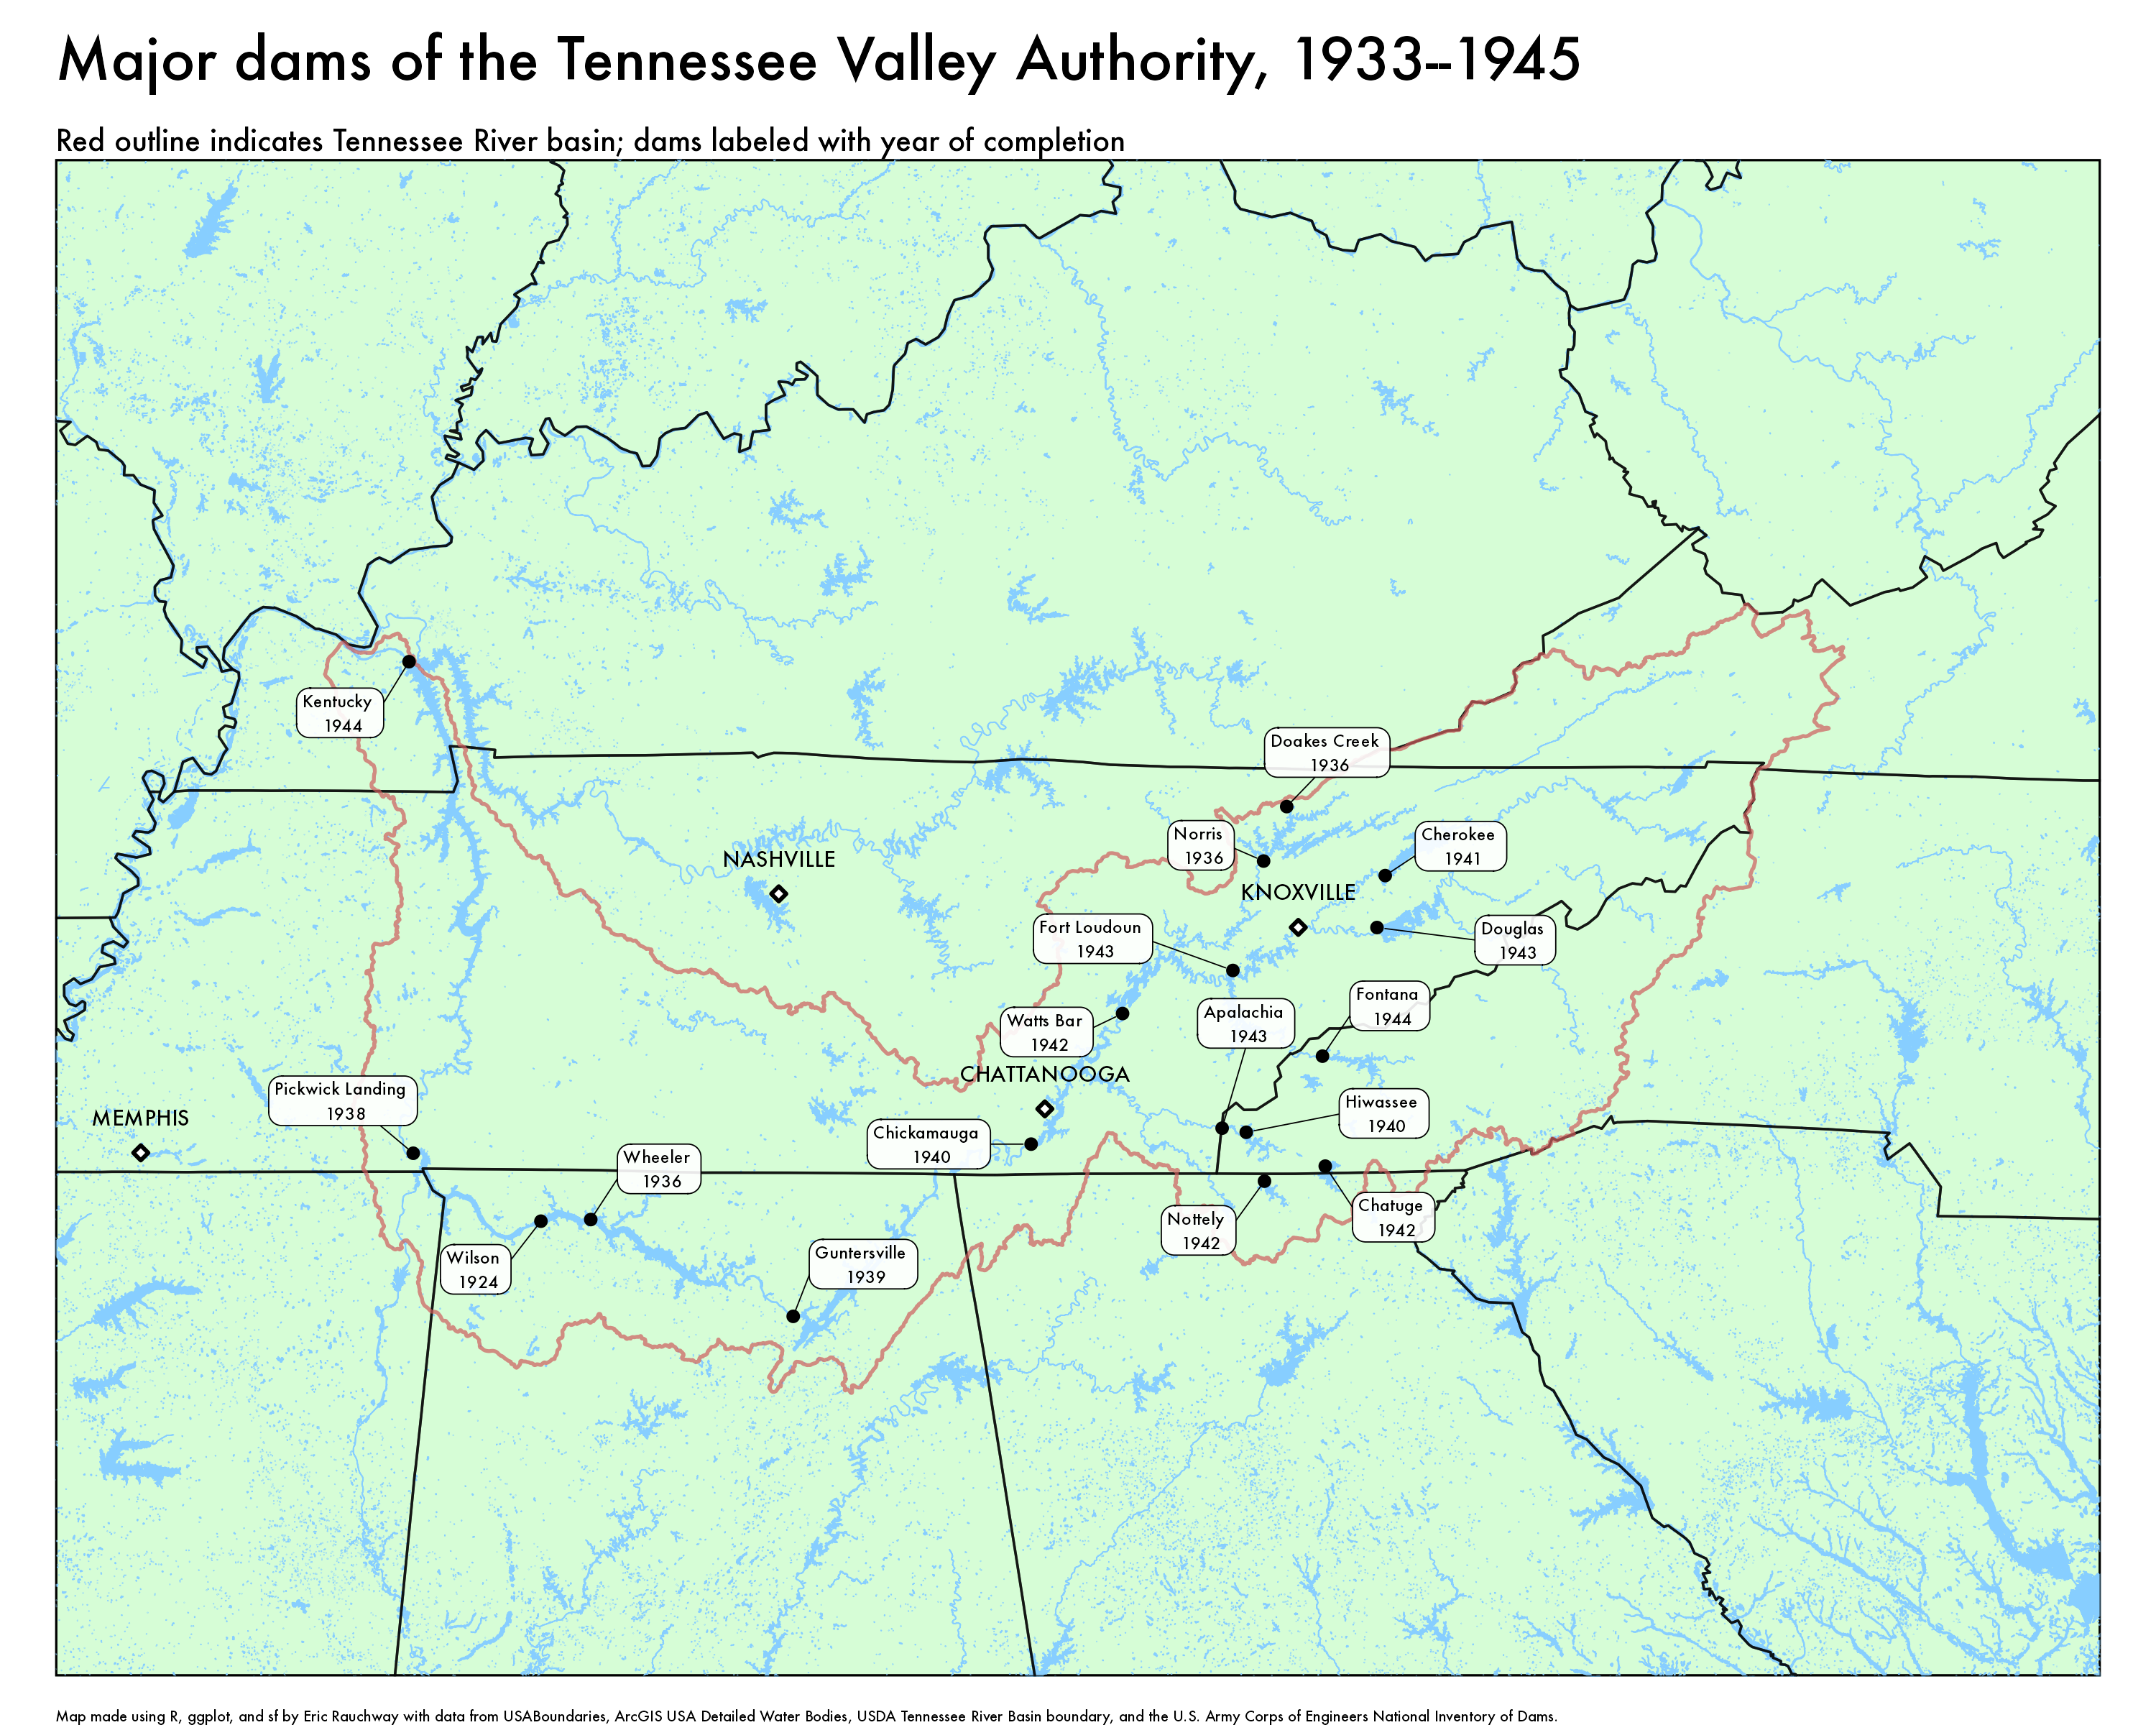 Major dams of the Tennessee Valley Authority, 1933--1945
Red outline indicates Tennessee River basin; dams labeled with year of completion
Kentucky
1944
Doakes Creek
1936
Norris
1936
Cherokee
1941
NASHVILLE
KNOXVILLE
Fort Loudoun
1943
Douglas
1943
Fontana
1944
Apalachia
1943
Watts Bar
1942
CHATTANOOGA
Pickwick Landing
1938
MEMPHIS
Hiwassee
1940
Chickamauga
1940
Wheeler
1936
Chatuge
1942
Nottely
1942
Wilson
1924
Guntersville
1939
Map made using R, ggplot, and sf by Eric Rauchway with data from USABoundaries, ArcGIS USA Detailed Water Bodies, USDA Tennessee River Basin boundary, and the U.S. Army Corps of Engineers National Inventory of Dams.